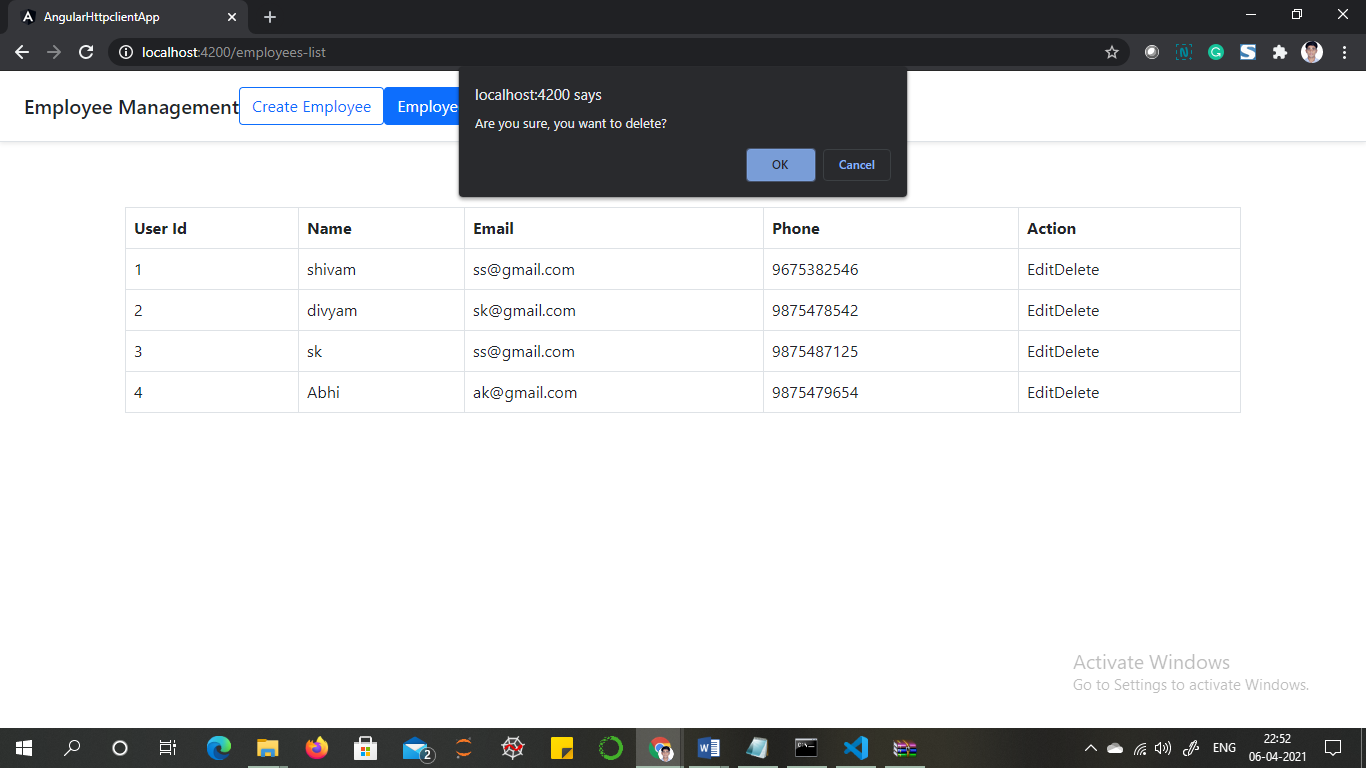 AngularHttpclientApp
localhost:4200/employees-list
Employee Management Create Employee Employe
localhost:4200 says
Are you sure, you want to delete?
OK Cancel
User Id Name Email Phone Action
1 shivam ss@gmail.com 9675382546 EditDelete
2 divyam sk@gmail.com 9875478542 EditDelete
3 sk ss@gmail.com 9875487125 EditDelete
4 Abhi ak@gmail.com 9875479654 EditDelete
Activate Windows
Go to Settings to activate Windows.
2
ENG
22:52
06-04-2021